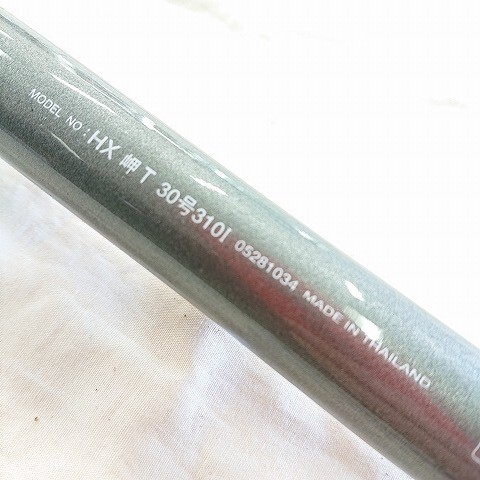 MODEL NO : HX 岬 T 30号310I 05281034 MADE IN THAILAND